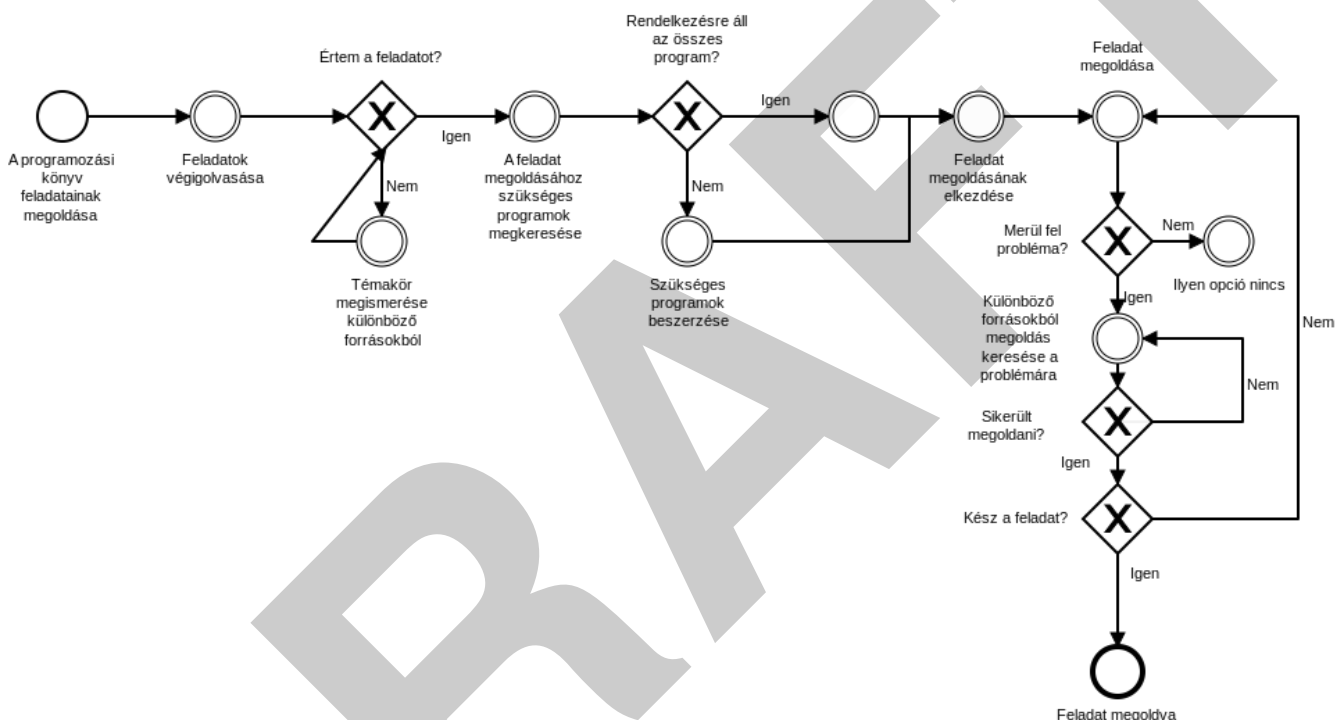 Rendelkezésre áll
az összes
program?
Értem a feladatot?
Feladat
megoldása
Igen
Igen
A programozási
könyv
feladatainak
megoldása
Feladatok
végigolvasása
Nem
A feladat
megoldásához
szükséges
programok
megkeresése
Nem
Feladat
megoldásának
elkezdése
Merül fel
probléma?
Nem
Témakör
megismerése
különböző
forrásokból
Szükséges
programok
beszerzése
Ilyen opció nincs
Igen
Különböző
forrásokból
megoldás
keresése a
problémára
Nem
Nem
Sikerült
megoldani?
Igen
Kész a feladat?
Igen
Feladat megoldva